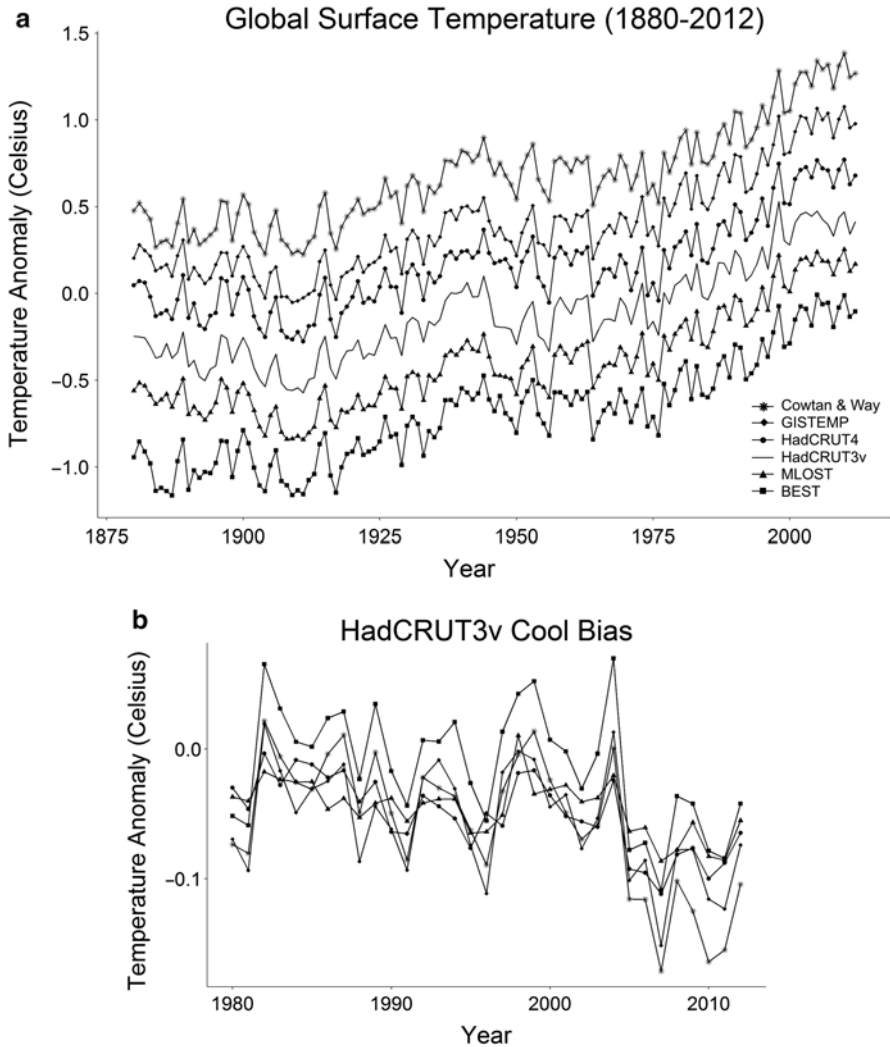 a
Global Surface Temperature (1880-2012)
Temperature Anomaly (Celsius)
1.5
1.0
0.5
0.0
−0.5
−1.0
Cowtan & Way
GISTEMP
HadCRUT4
HadCRUT3v
MLOST
BEST
1875 1900 1925 1950 1975 2000
Year
b
HadCRUT3v Cool Bias
Temperature Anomaly (Celsius)
0.0
−0.1
1980 1990 2000 2010
Year